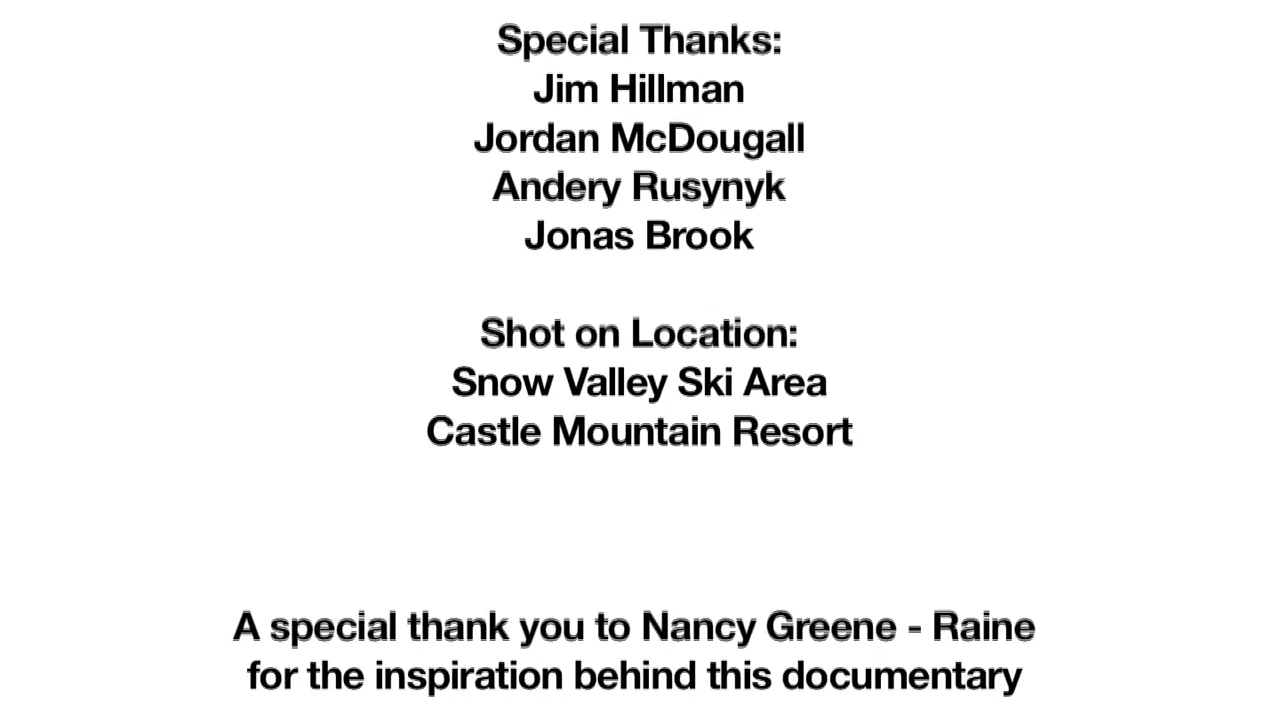 Special Thanks:
Jim Hillman
Jordan McDougall
Andery Rusynyk
Jonas Brook
Shot on Location:
Snow Valley Ski Area
Castle Mountain Resort
A special thank you to Nancy Greene - Raine
for the inspiration behind this documentary